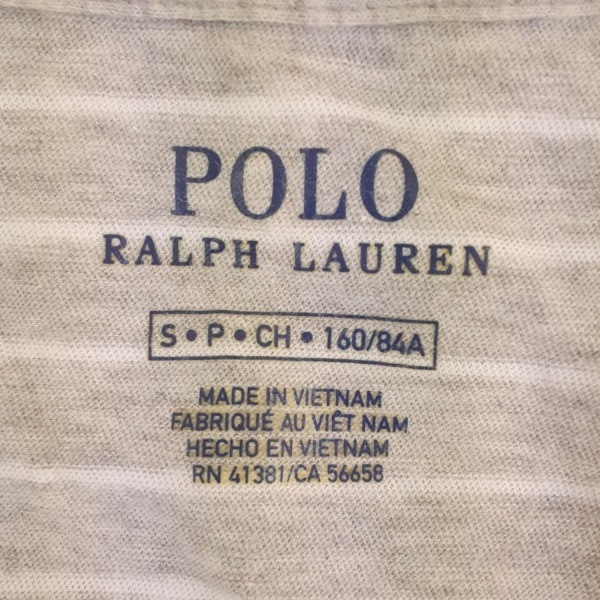 POLO
RALPH LAUREN
S • P • CH • 160/84A
MADE IN VIETNAM
FABRIQUÉ AU VIÊT NAM
HECHO EN VIETNAM
RN 41381/CA 56658